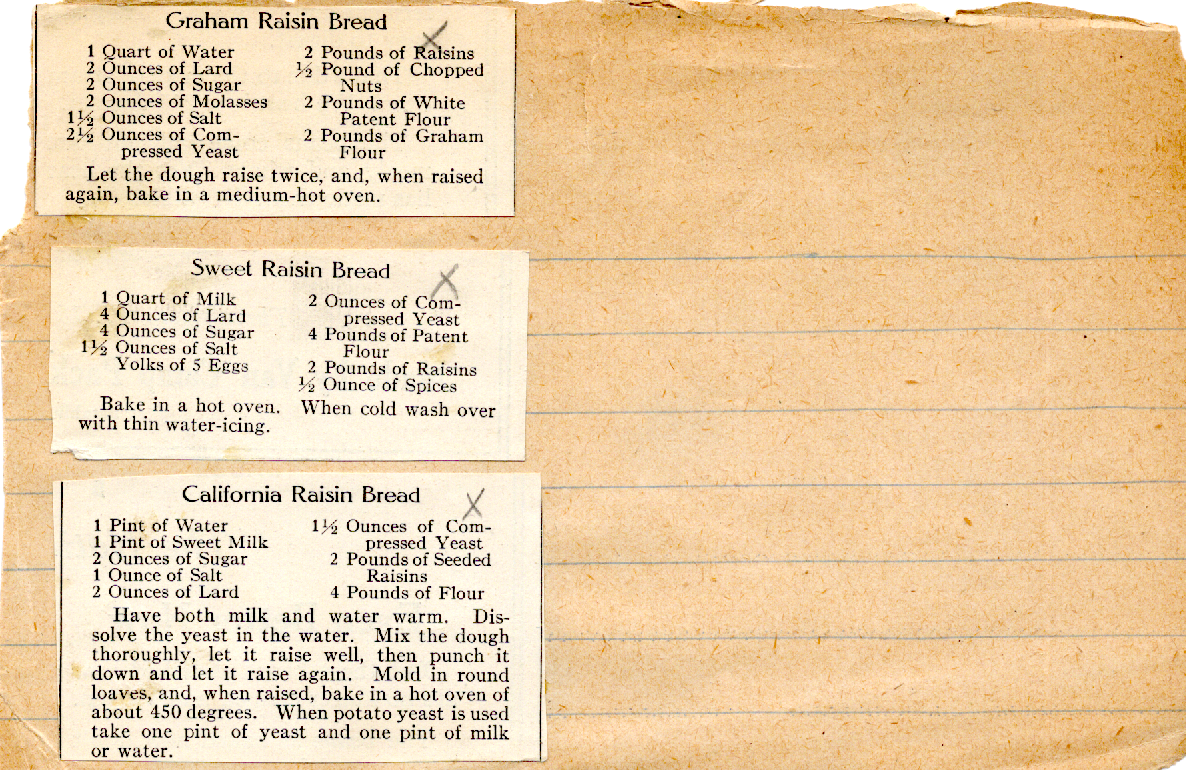 Graham Raisin Bread
1 Quart of Water
2 Ounces of Lard
2 Ounces of Sugar
2 Ounces of Molasses
1½ Ounces of Salt
2½ Ounces of Com-
pressed Yeast
2 Pounds of Raisins
½ Pound of Chopped
Nuts
2 Pounds of White
Patent Flour
2 Pounds of Graham
Flour
Let the dough raise twice, and, when raised
again, bake in a medium-hot oven.
Sweet Raisin Bread
1 Quart of Milk
4 Ounces of Lard
4 Ounces of Sugar
1½ Ounces of Salt
Yolks of 5 Eggs
2 Ounces of Com-
pressed Yeast
4 Pounds of Patent
Flour
2 Pounds of Raisins
½ Ounce of Spices
Bake in a hot oven. When cold wash over
with thin water-icing.
California Raisin Bread
1 Pint of Water
1 Pint of Sweet Milk
2 Ounces of Sugar
1 Ounce of Salt
2 Ounces of Lard
1½ Ounces of Com-
pressed Yeast
2 Pounds of Seeded
Raisins
4 Pounds of Flour
Have both milk and water warm. Dis-
solve the yeast in the water. Mix the dough
thoroughly, let it raise well, then punch it
down and let it raise again. Mold in round
loaves, and, when raised, bake in a hot oven of
about 450 degrees. When potato yeast is used
take one pint of yeast and one pint of milk
or water.